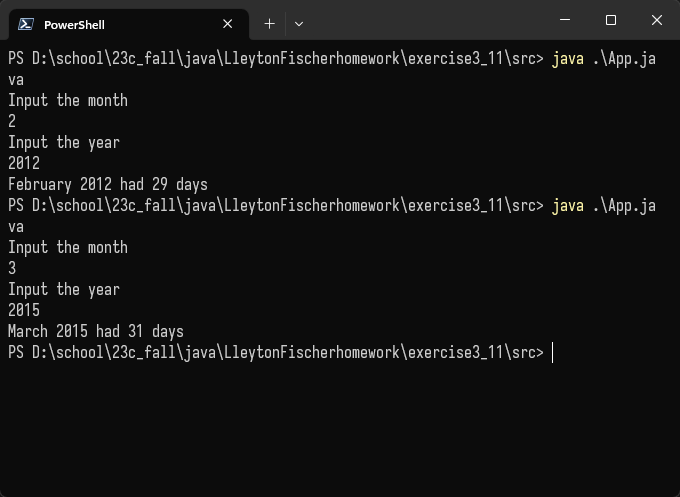 PowerShell
PS D:\school\23c_fall\java\LleytonFischerhomework\exercise3_11\src> java .\App.ja
va
Input the month
2
Input the year
2012
February 2012 had 29 days
PS D:\school\23c_fall\java\LleytonFischerhomework\exercise3_11\src> java .\App.ja
va
Input the month
3
Input the year
2015
March 2015 had 31 days
PS D:\school\23c_fall\java\LleytonFischerhomework\exercise3_11\src>